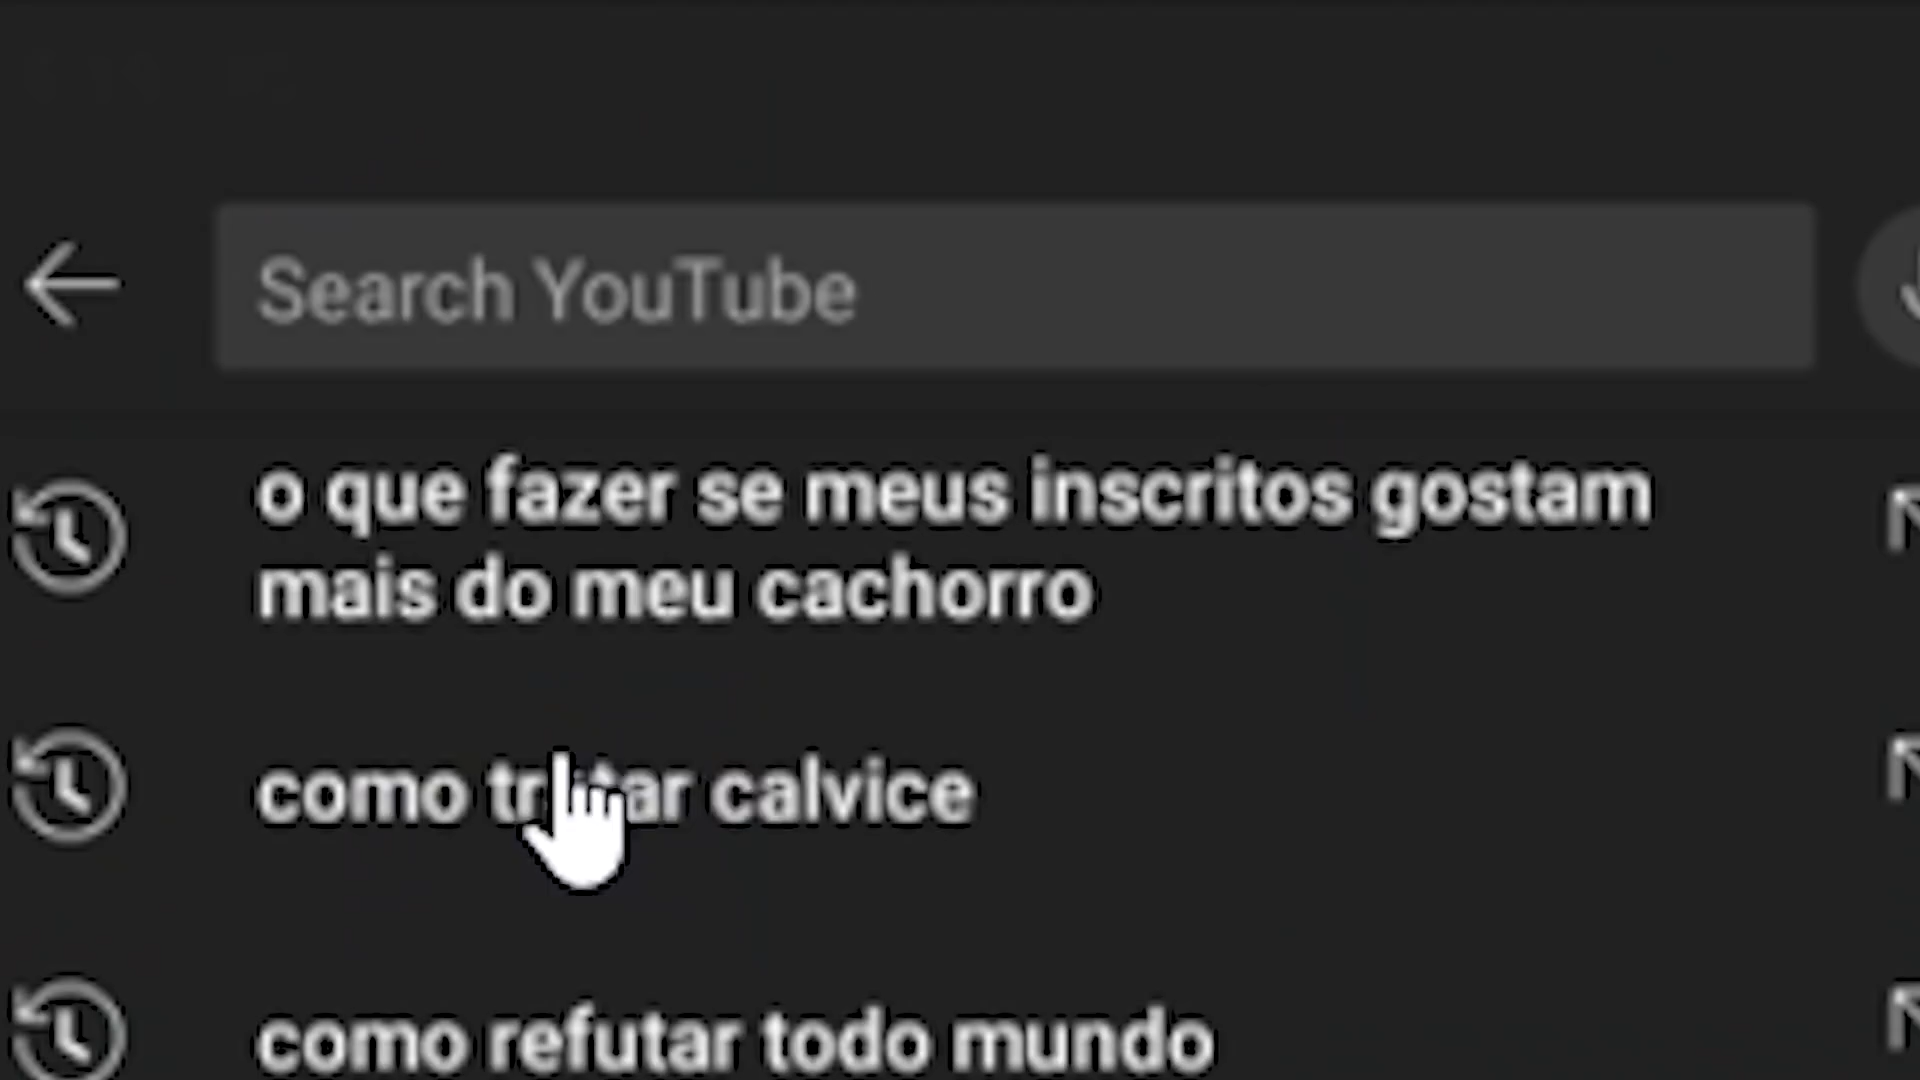 Search YouTube
o que fazer se meus inscritos gostam
mais do meu cachorro
como tratar calvice
como refutar todo mundo